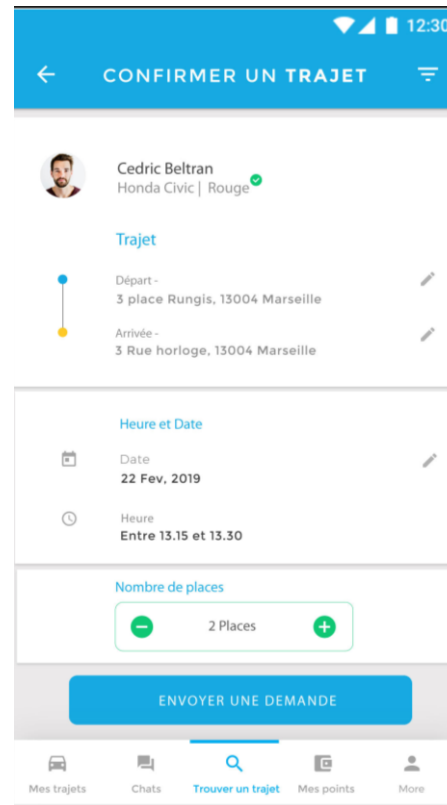 12:30
CONFIRMER UN TRAJET
Cedric Beltran
Honda Civic | Rouge
Trajet
Départ -
3 place Rungis, 13004 Marseille
Arrivée -
3 Rue horloge, 13004 Marseille
Heure et Date
Date
22 Fev, 2019
Heure
Entre 13.15 et 13.30
Nombre de places
2 Places
ENVOYER UNE DEMANDE
Mes trajets Chats Trouver un trajet Mes points More